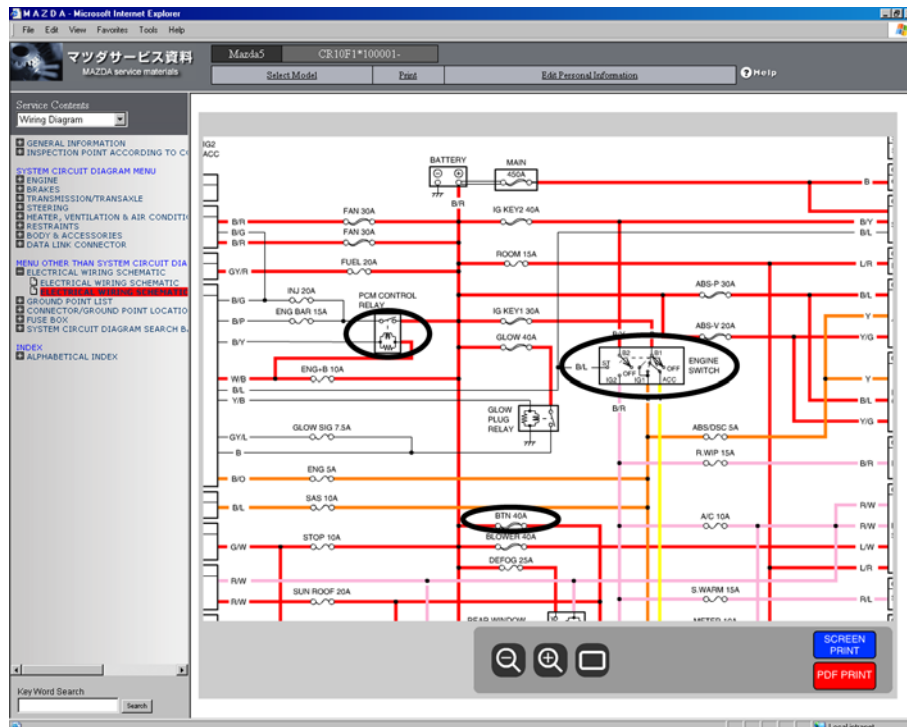 M A Z D A - Microsoft Internet Explorer
File Edit View Favorites Tools Help
マツダサービス資料
MAZDA service materials
Mazda5 CR10F1*100001-
Select Model Print Edit Personal Information ? Help
Service Contents
Wiring Diagram
GENERAL INFORMATION
INSPECTION POINT ACCORDING TO C
SYSTEM CIRCUIT DIAGRAM MENU
ENGINE
BRAKES
TRANSMISSION/TRANSAXLE
STEERING
HEATER, VENTILATION & AIR CONDITI
RESTRAINTS
BODY & ACCESSORIES
DATA LINK CONNECTOR
MENU OTHER THAN SYSTEM CIRCUIT DIA
ELECTRICAL WIRING SCHEMATIC
ELECTRICAL WIRING SCHEMATIC
ELECTRICAL WIRING SCHEMATI
GROUND POINT LIST
CONNECTOR/GROUND POINT LOCATIO
FUSE BOX
SYSTEM CIRCUIT DIAGRAM SEARCH B
INDEX
ALPHABETICAL INDEX
Key Word Search
Search
IG2
ACC
BATTERY
MAIN
450A
B
B/R
FAN 30A
IG KEY2 40A
B/R
B/Y
B/G
FAN 30A
B/L
B/R
ROOM 15A
FUEL 20A
L/R
GY/R
ABS-P 30A
INJ 20A
PCM CONTROL
RELAY
B/G
B/L
ENG BAR 15A
IG KEY1 30A
Y
B/P
ABS-V 20A
B/Y
GLOW 40A
B/Y
Y/G
B2
B1
ENGINE
SWITCH
B/L
ST
OFF
OFF
IG2
IG1
ACC
ENG+B 10A
W/B
Y
B/L
Y/B
B/L
GLOW
PLUG
RELAY
B/R
Y/G
GLOW SIG 7.5A
ABS/DSC 5A
GY/L
B
R.WIP 15A
B/R
ENG 5A
B/O
SAS 10A
R/W
B/L
BTN 40A
A/C 10A
R/W
STOP 10A
BLOWER 40A
G/W
L/W
DEFOG 25A
L/R
R/W
R/W
SUN ROOF 20A
S.WARM 15A
R/W
R/L
REAR WINDOW
METER 10A
SCREEN
PRINT
PDF PRINT
Local intranet